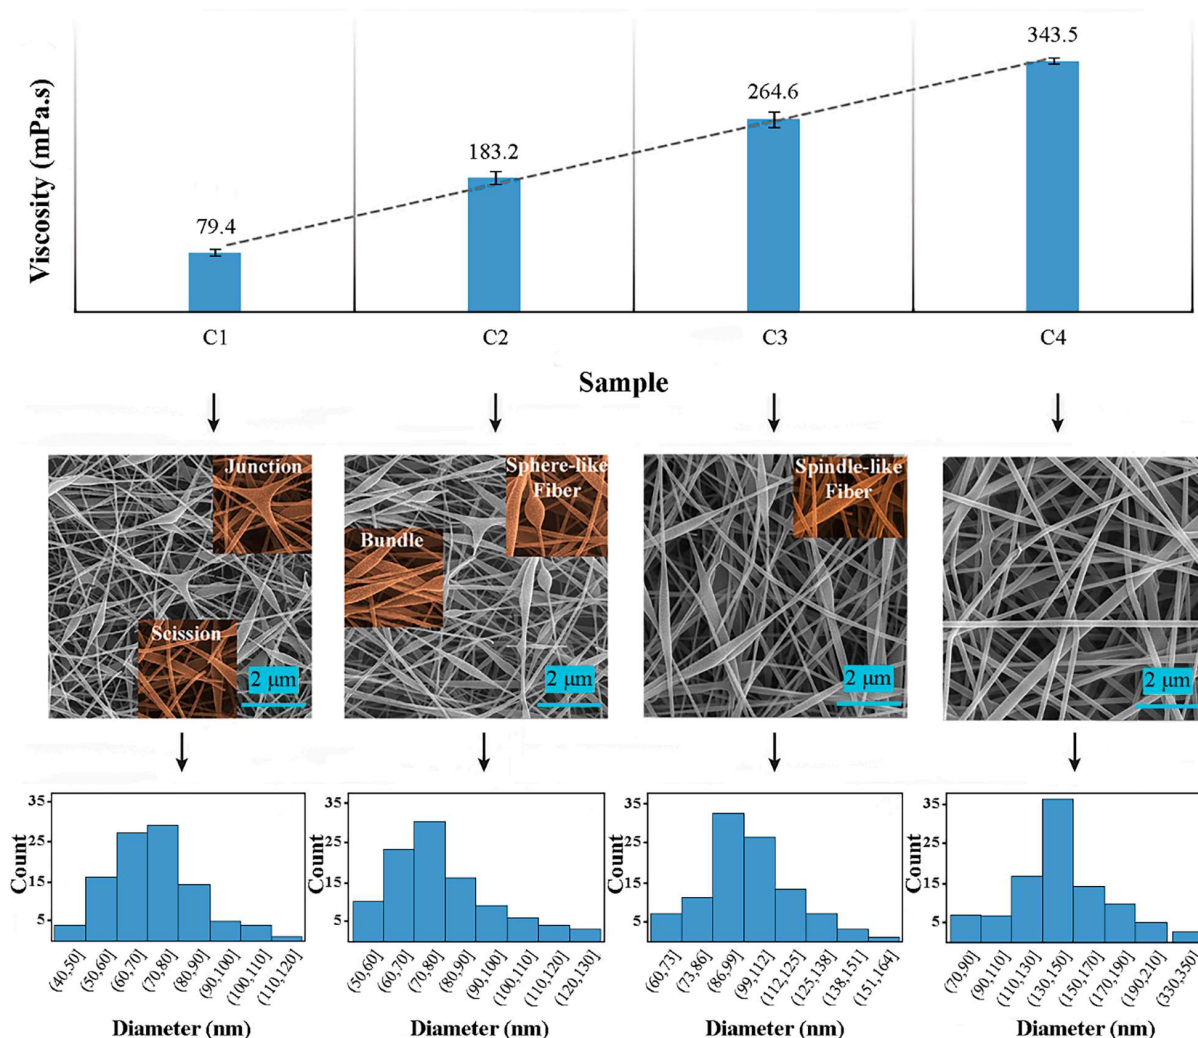 343.5
264.6
183.2
79.4
Viscosity (mPa.s)
C1 C2 C3 C4
Sample
Junction
Scission
2 μm
Sphere-like
Fiber
Bundle
2 μm
Spindle-like
Fiber
2 μm
2 μm
Count
35
25
15
5
(40,50]
(50,60]
(60,70]
(70,80]
(80,90]
(90,100]
(100,110]
(110,120]
Diameter (nm)
Count
35
25
15
5
(50,60]
(60,70]
(70,80]
(80,90]
(90,100]
(100,110]
(110,120]
(120,130]
Diameter (nm)
Count
35
25
15
5
(60,73]
(73,86]
(86,99]
(99,112]
(112,125]
(125,138]
(138,151]
(151,164]
Diameter (nm)
Count
35
25
15
5
(70,90]
(90,110]
(110,130]
(130,150]
(150,170]
(170,190]
(190,210]
(330,350]
Diameter (nm)